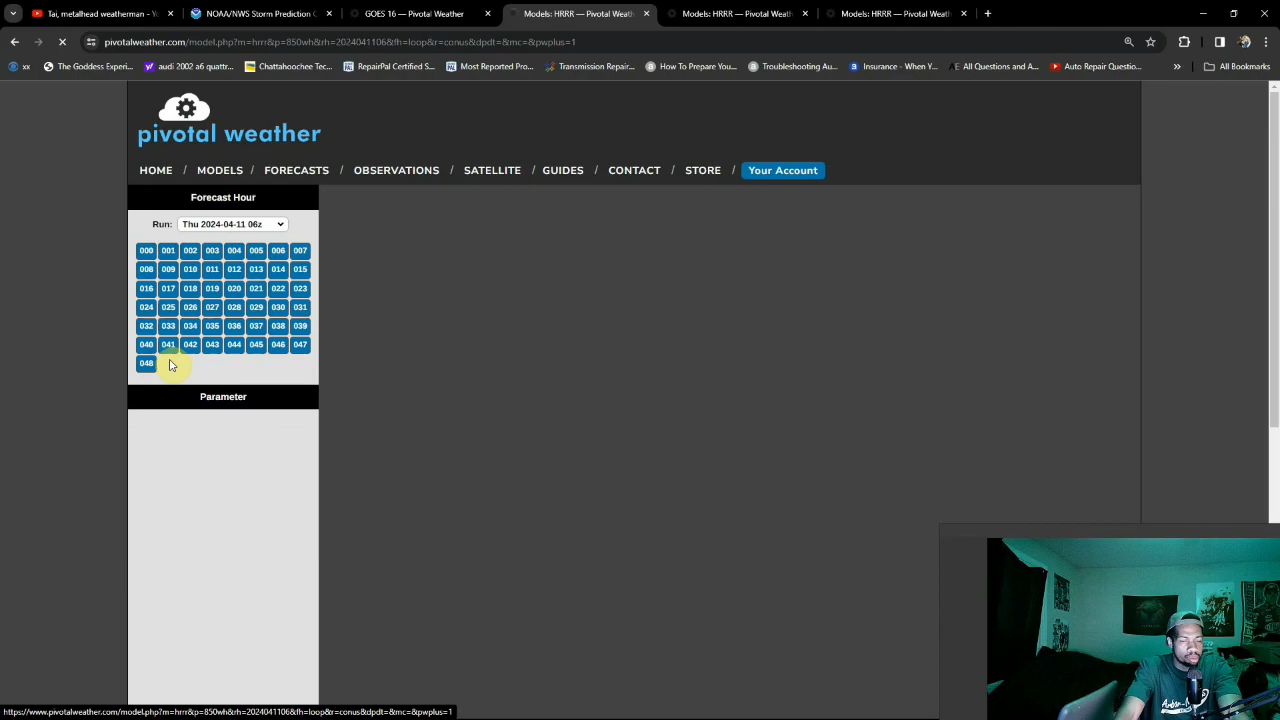 Tai, metalhead weatherman - Yo
NOAA/NWS Storm Prediction C
GOES 16 — Pivotal Weather
Models: HRRR — Pivotal Weath
Models: HRRR — Pivotal Weath
Models: HRRR — Pivotal Weath
pivotalweather.com/model.php?m=hrrr&p=850wh&rh=2024041106&fh=loop&r=conus&dpdt=&mc=&pwplus=1
xx
The Goddess Experi...
audi 2002 a6 quattr...
Chattahoochee Tec...
RepairPal Certified S...
Most Reported Pro...
Transmission Repair...
How To Prepare You...
Troubleshooting Au...
Insurance - When Y...
All Questions and A...
Auto Repair Questio...
All Bookmarks
pivotal weather
HOME / MODELS / FORECASTS / OBSERVATIONS / SATELLITE / GUIDES / CONTACT / STORE / Your Account
Forecast Hour
Run: Thu 2024-04-11 06z
000 001 002 003 004 005 006 007
008 009 010 011 012 013 014 015
016 017 018 019 020 021 022 023
024 025 026 027 028 029 030 031
032 033 034 035 036 037 038 039
040 041 042 043 044 045 046 047
048
Parameter
https://www.pivotalweather.com/model.php?m=hrrr&p=850wh&rh=2024041106&fh=loop&r=conus&dpdt=&mc=&pwplus=1